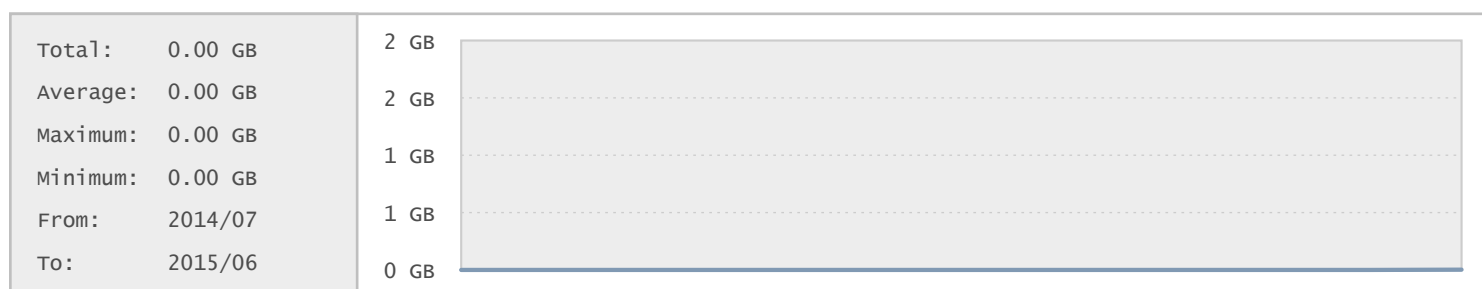 Total: 0.00 GB
Average: 0.00 GB
Maximum: 0.00 GB
Minimum: 0.00 GB
From: 2014/07
To: 2015/06
2 GB
2 GB
1 GB
1 GB
0 GB